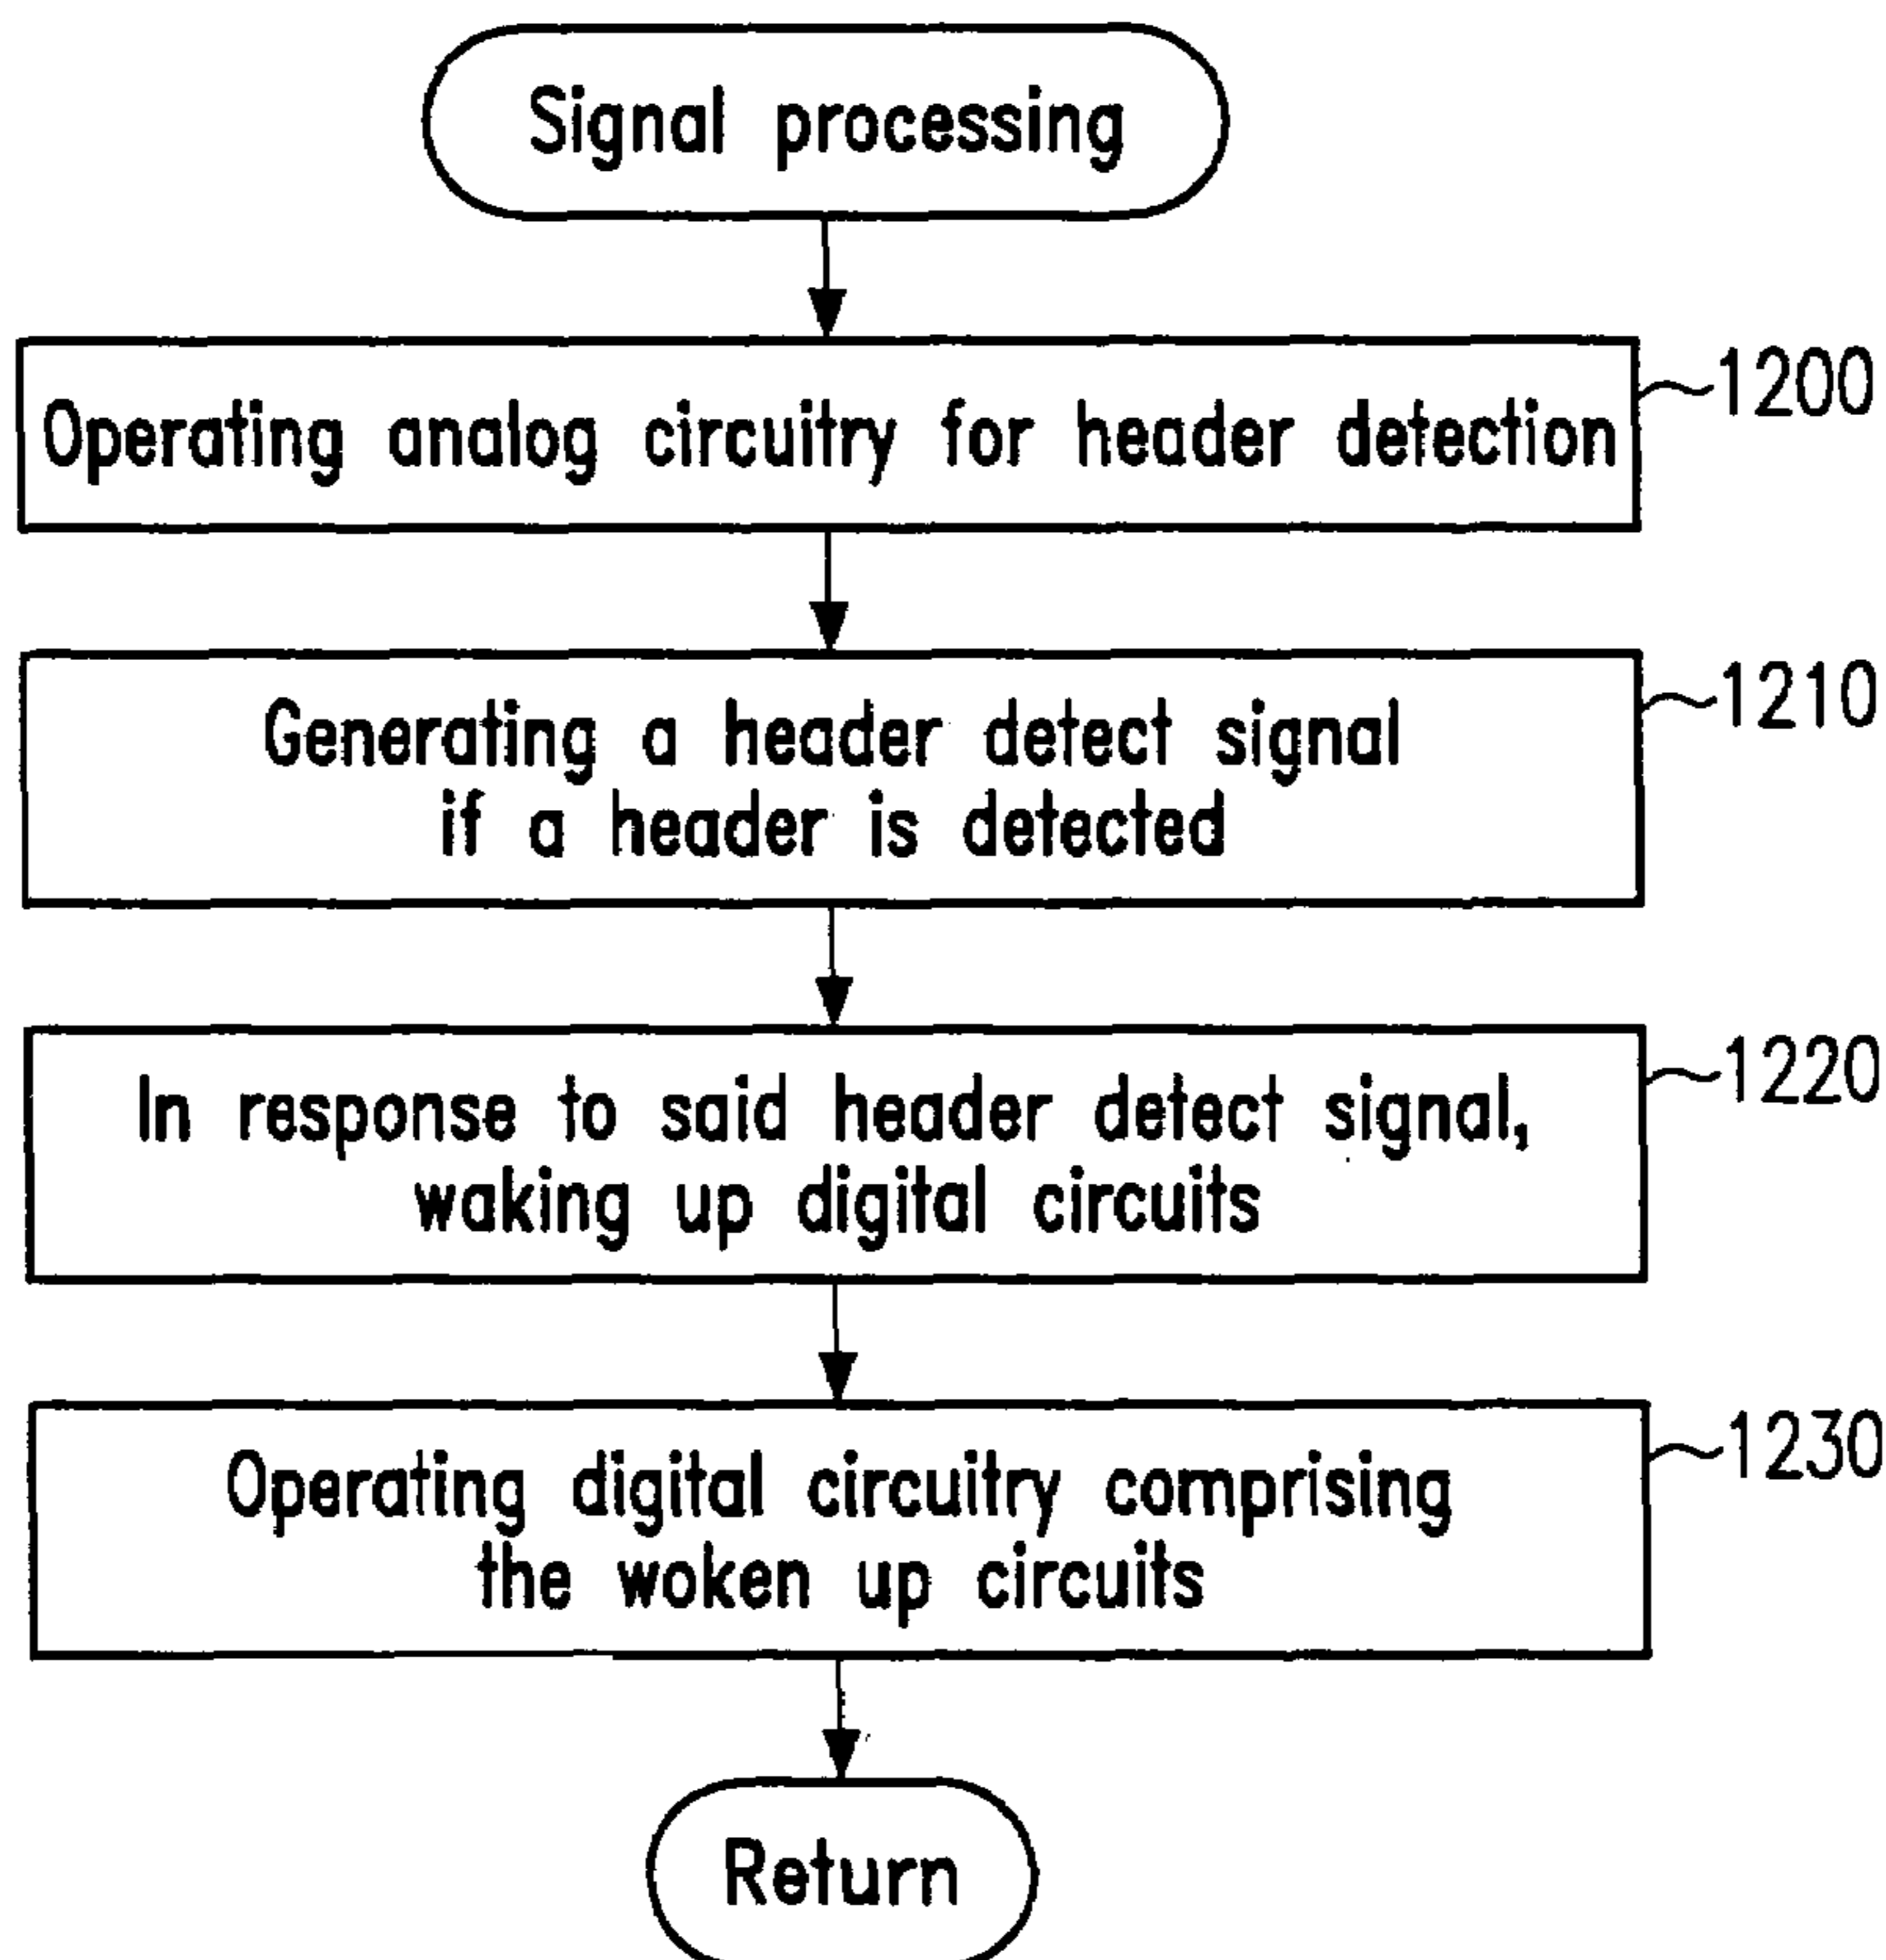 Signal processing
Operating analog circuitry for header detection
1200
Generating a header detect signal
if a header is detected
1210
In response to said header detect signal,
waking up digital circuits
1220
Operating digital circuitry comprising
the woken up circuits
1230
Return